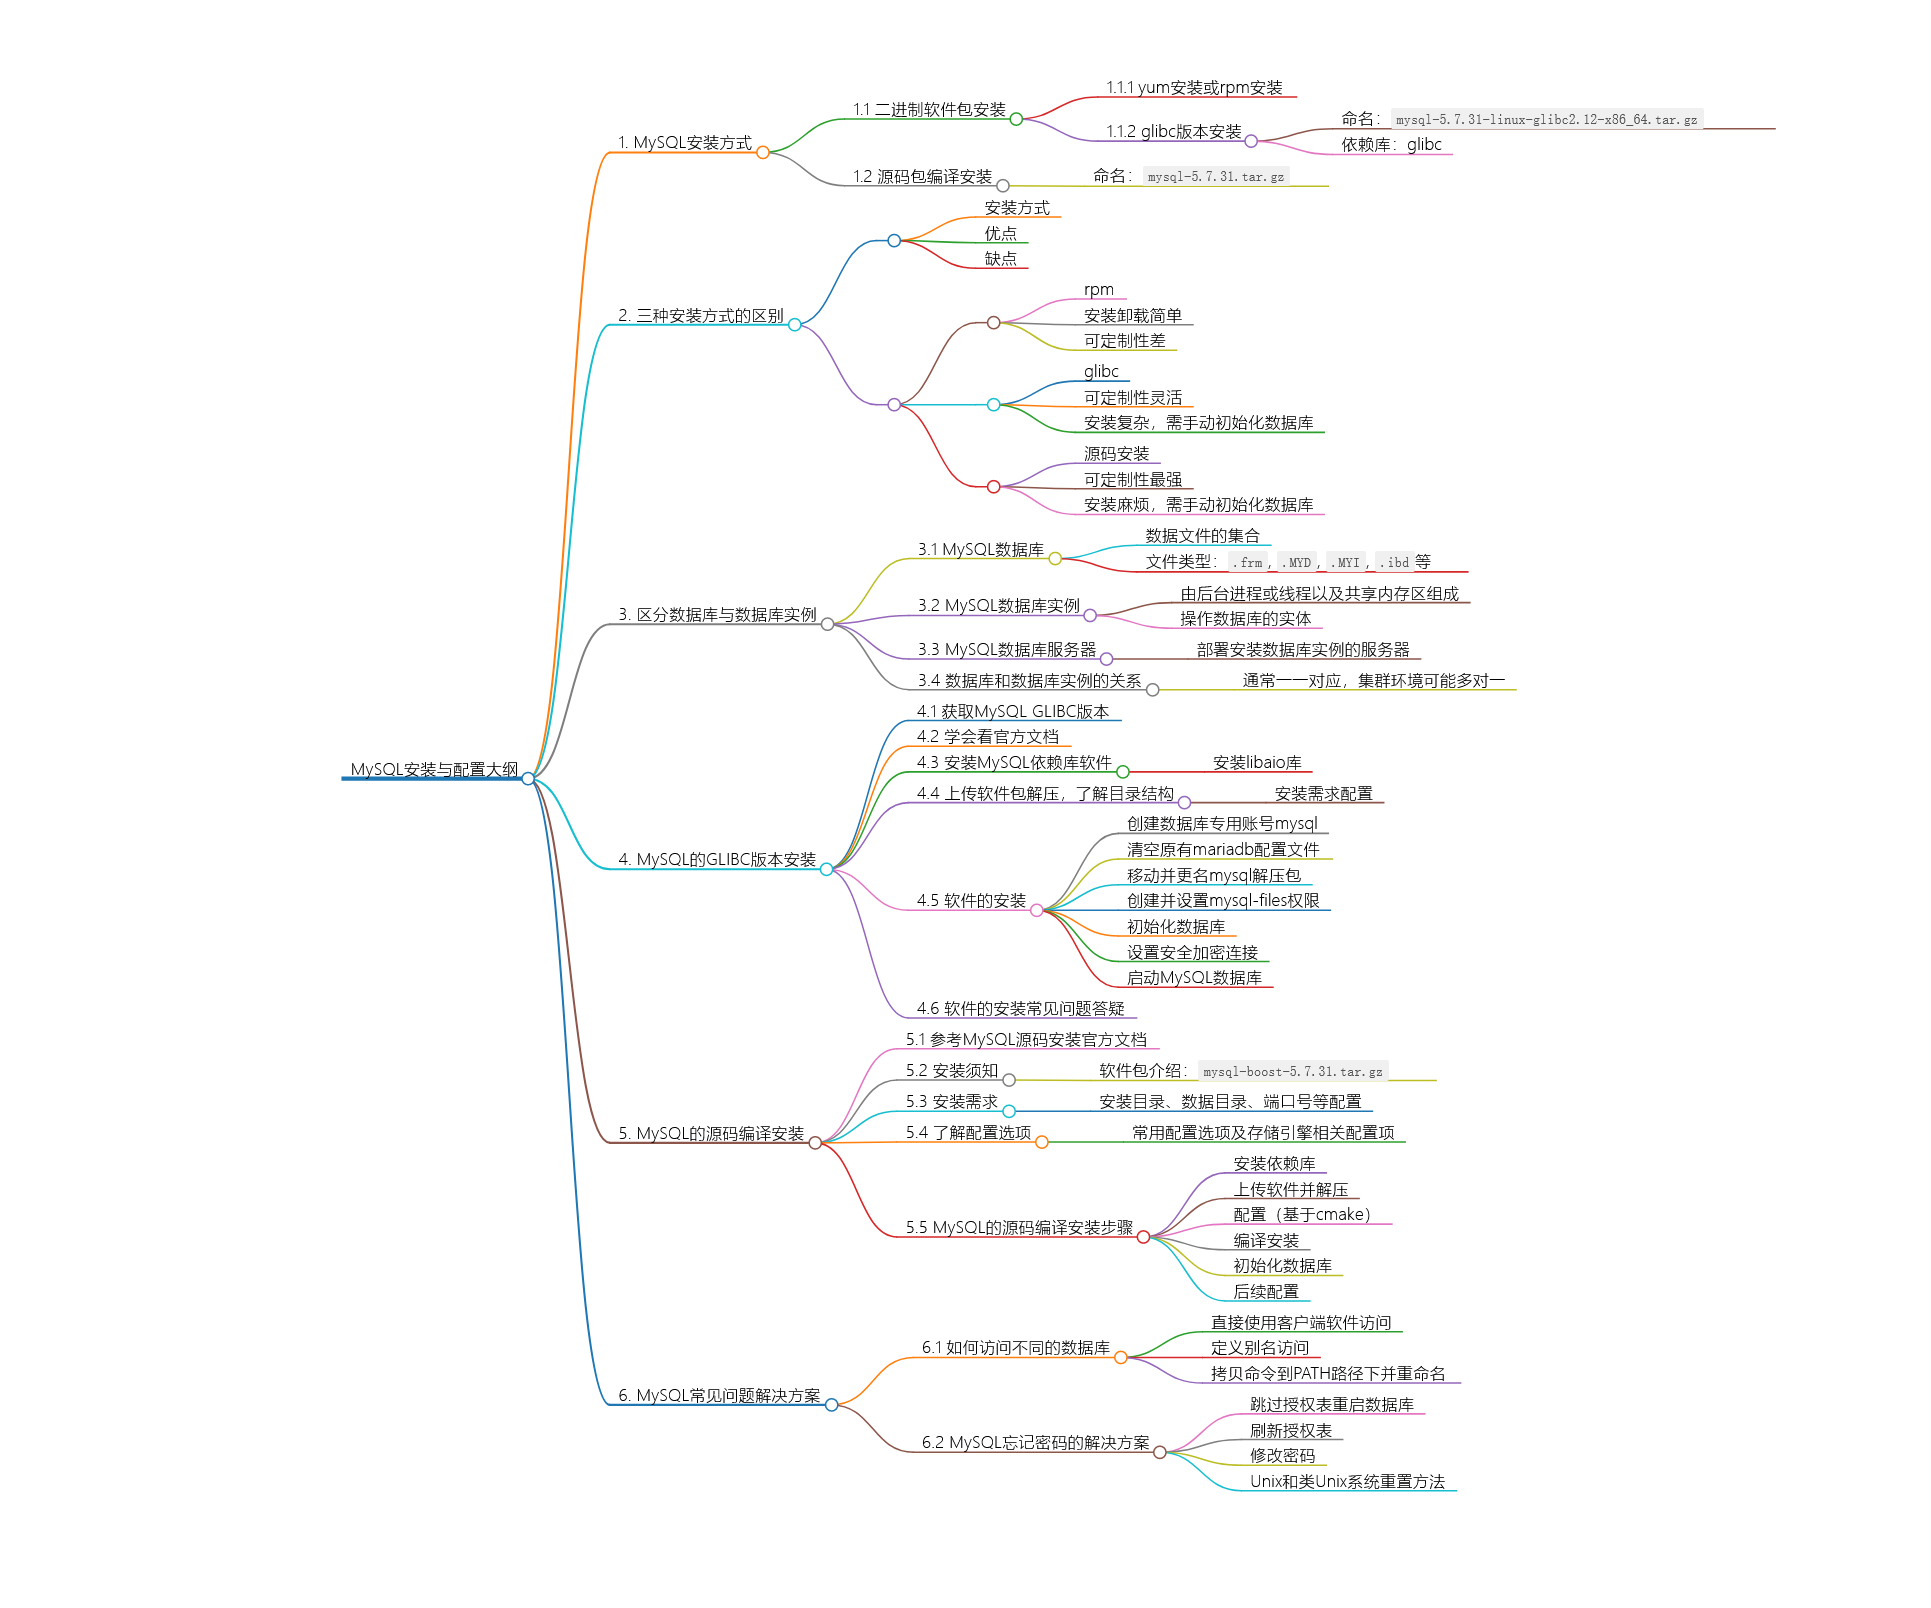 MySQL安装与配置大纲
1. MySQL安装方式
1.1 二进制软件包安装
1.1.1 yum安装或rpm安装
1.1.2 glibc版本安装
命名： mysql-5.7.31-linux-glibc2.12-x86_64.tar.gz
依赖库：glibc
1.2 源码包编译安装
命名： mysql-5.7.31.tar.gz
2. 三种安装方式的区别
安装方式
优点
缺点
rpm
安装卸载简单
可定制性差
glibc
可定制性灵活
安装复杂，需手动初始化数据库
源码安装
可定制性最强
安装麻烦，需手动初始化数据库
3. 区分数据库与数据库实例
3.1 MySQL数据库
数据文件的集合
文件类型： .frm , .MYD , .MYI , .ibd 等
3.2 MySQL数据库实例
由后台进程或线程以及共享内存区组成
操作数据库的实体
3.3 MySQL数据库服务器
部署安装数据库实例的服务器
3.4 数据库和数据库实例的关系
通常一一对应，集群环境可能多对一
4. MySQL的GLIBC版本安装
4.1 获取MySQL GLIBC版本
4.2 学会看官方文档
4.3 安装MySQL依赖库软件
安装libaio库
4.4 上传软件包解压，了解目录结构
安装需求配置
4.5 软件的安装
创建数据库专用账号mysql
清空原有mariadb配置文件
移动并更名mysql解压包
创建并设置mysql-files权限
初始化数据库
设置安全加密连接
启动MySQL数据库
4.6 软件的安装常见问题答疑
5. MySQL的源码编译安装
5.1 参考MySQL源码安装官方文档
5.2 安装须知
软件包介绍： mysql-boost-5.7.31.tar.gz
5.3 安装需求
安装目录、数据目录、端口号等配置
5.4 了解配置选项
常用配置选项及存储引擎相关配置项
5.5 MySQL的源码编译安装步骤
安装依赖库
上传软件并解压
配置（基于cmake）
编译安装
初始化数据库
后续配置
6. MySQL常见问题解决方案
6.1 如何访问不同的数据库
直接使用客户端软件访问
定义别名访问
拷贝命令到PATH路径下并重命名
6.2 MySQL忘记密码的解决方案
跳过授权表重启数据库
刷新授权表
修改密码
Unix和类Unix系统重置方法